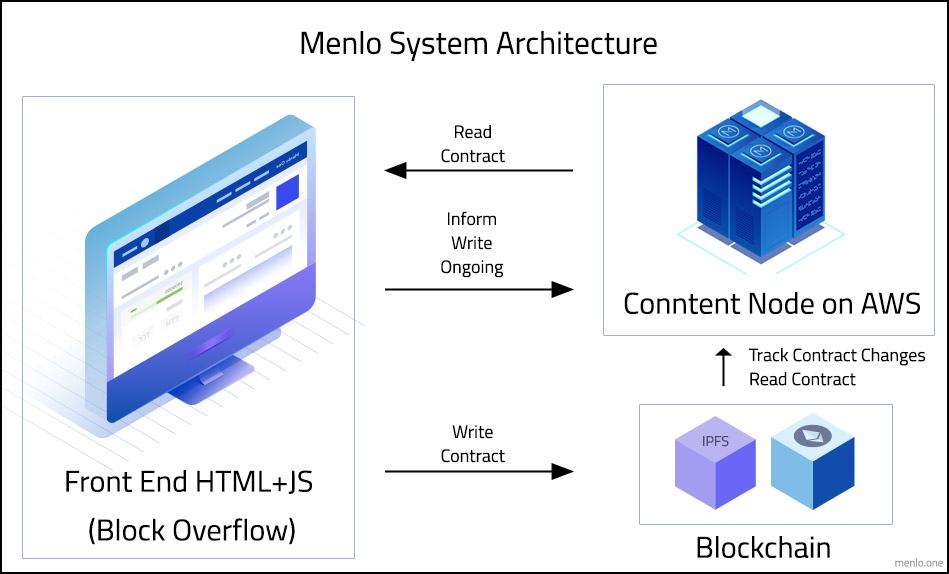 Menlo System Architecture
Read
Contract
Inform
Write
Ongoing
Conntent Node on AWS
Track Contract Changes
Read Contract
Write
Contract
IPFS
Front End HTML+JS
(Block Overflow)
Blockchain
menlo.one